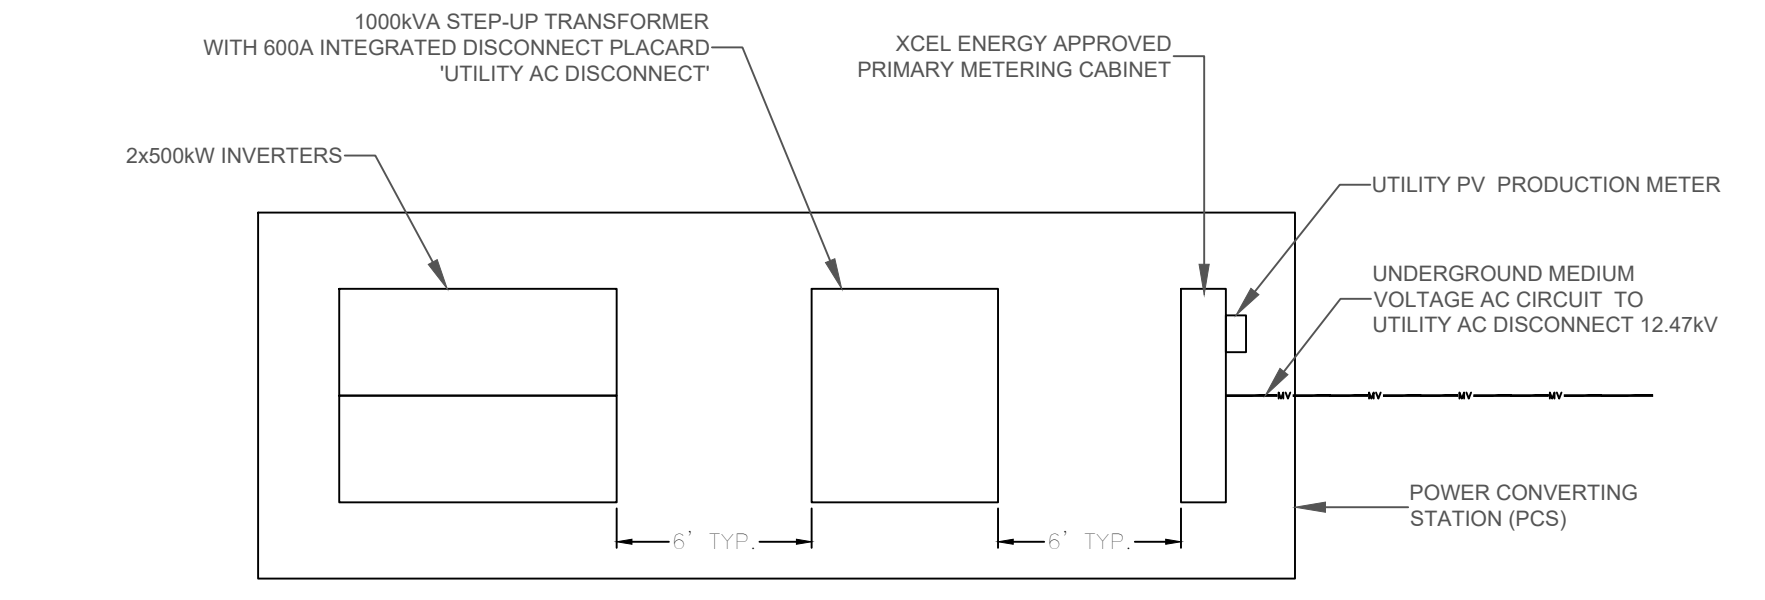 1000kVA STEP-UP TRANSFORMER
WITH 600A INTEGRATED DISCONNECT PLACARD
'UTILITY AC DISCONNECT'
XCEL ENERGY APPROVED
PRIMARY METERING CABINET
2x500kW INVERTERS
UTILITY PV PRODUCTION METER
UNDERGROUND MEDIUM
VOLTAGE AC CIRCUIT TO
UTILITY AC DISCONNECT 12.47kV
MV MV MV MV
POWER CONVERTING
STATION (PCS)
6' TYP.
6' TYP.